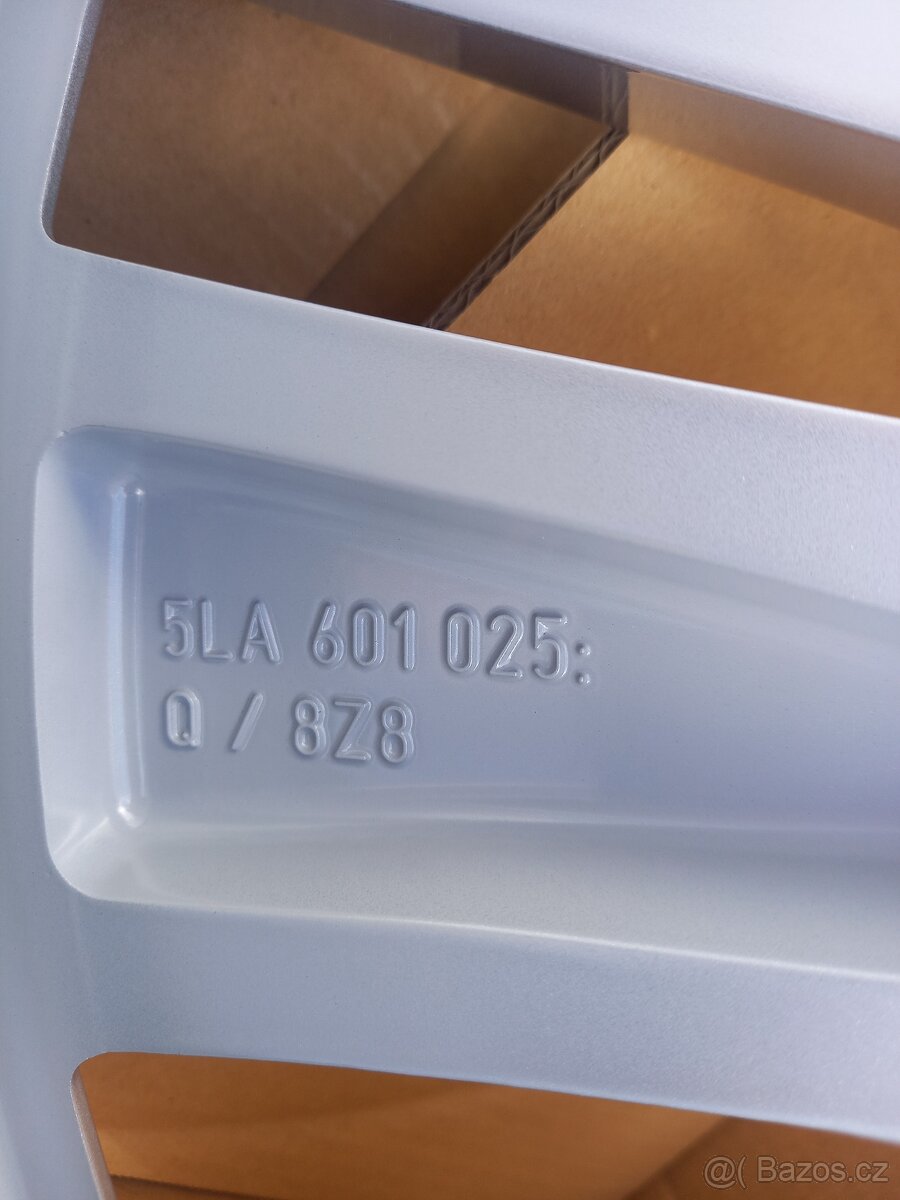 5LA 601 025:
Q / 8Z8
@( Bazos.cz